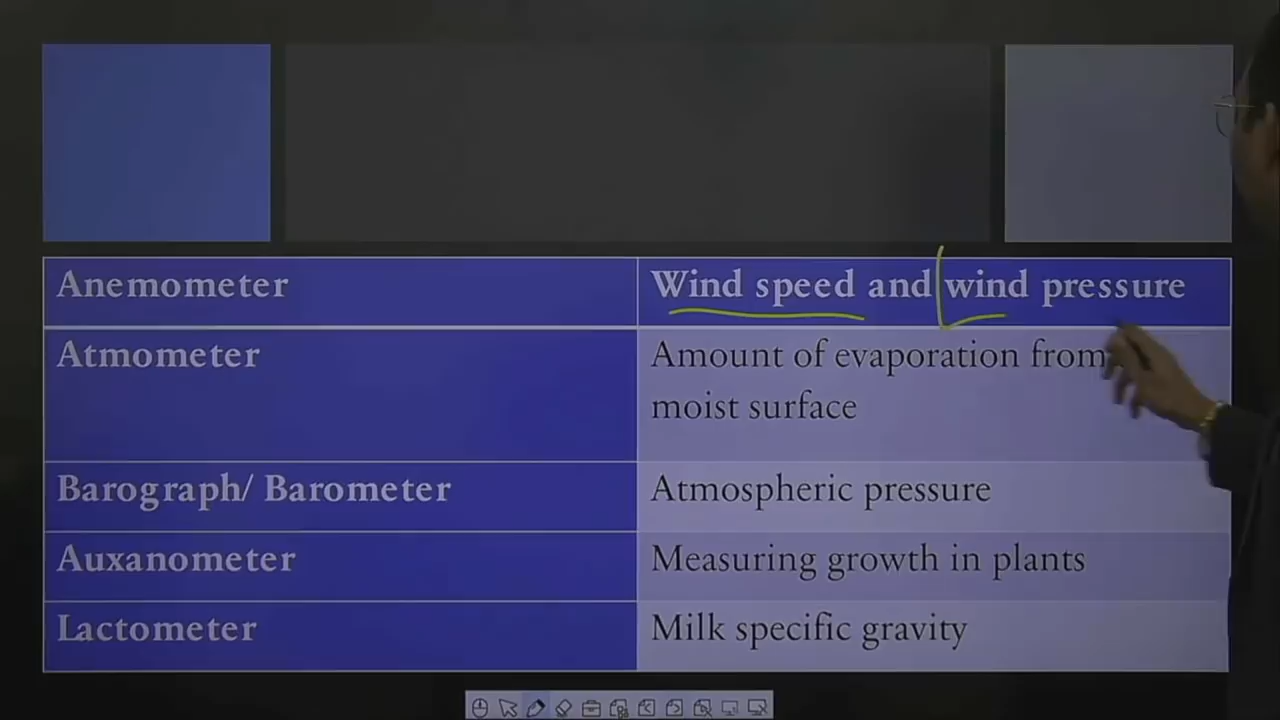 Anemometer
Wind speed and wind pressure
Atmometer
Amount of evaporation from
moist surface
Barograph/ Barometer
Atmospheric pressure
Auxanometer
Measuring growth in plants
Lactometer
Milk specific gravity